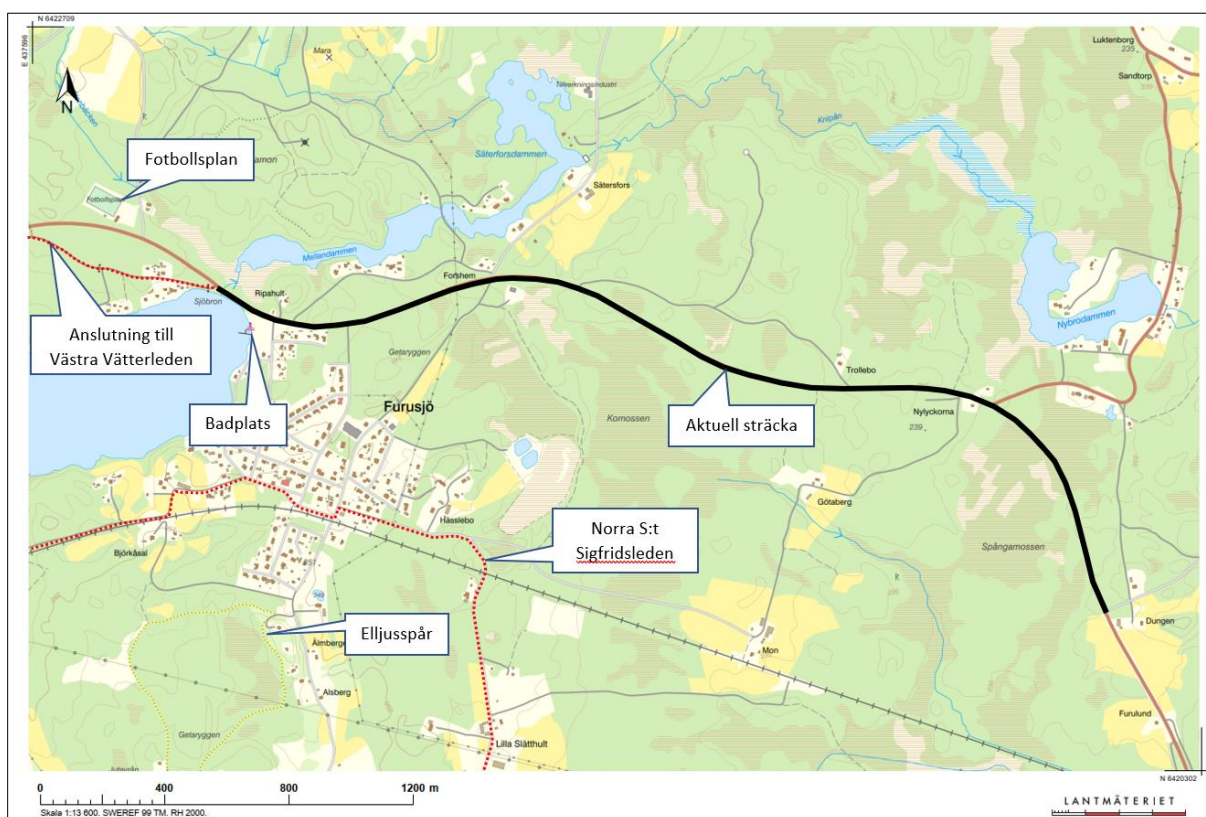 N 6422709
E 437596
Mara
Luktenborg
235
Sandtorp
Tillverkningsindustri
N
Knipån
Säterforsdammen
Fotbollsplan
Fotbollsplan
Sätersfors
Mellandammen
Forshem
Sjöbron
Ripahult
Nybrodammen
Anslutning till
Västra Vätterleden
Getaryggen
Trollebo
Badplats
Furusjö
Komossen
Aktuell sträcka
Nylyckorna
239
Götaberg
Hässlebo
Norra S:t
Sigfridsleden
Björkåsal
Spångamossen
R
Elljusspår
Älmberge
Dungen
Mon
Alsberg
Furulund
Getaryggen
Lilla Slätthult
N 6420302
0 400 800 1200 m
Skala 1:13 600. SWEREF 99 TM. RH 2000.
LANTMÄTERIET